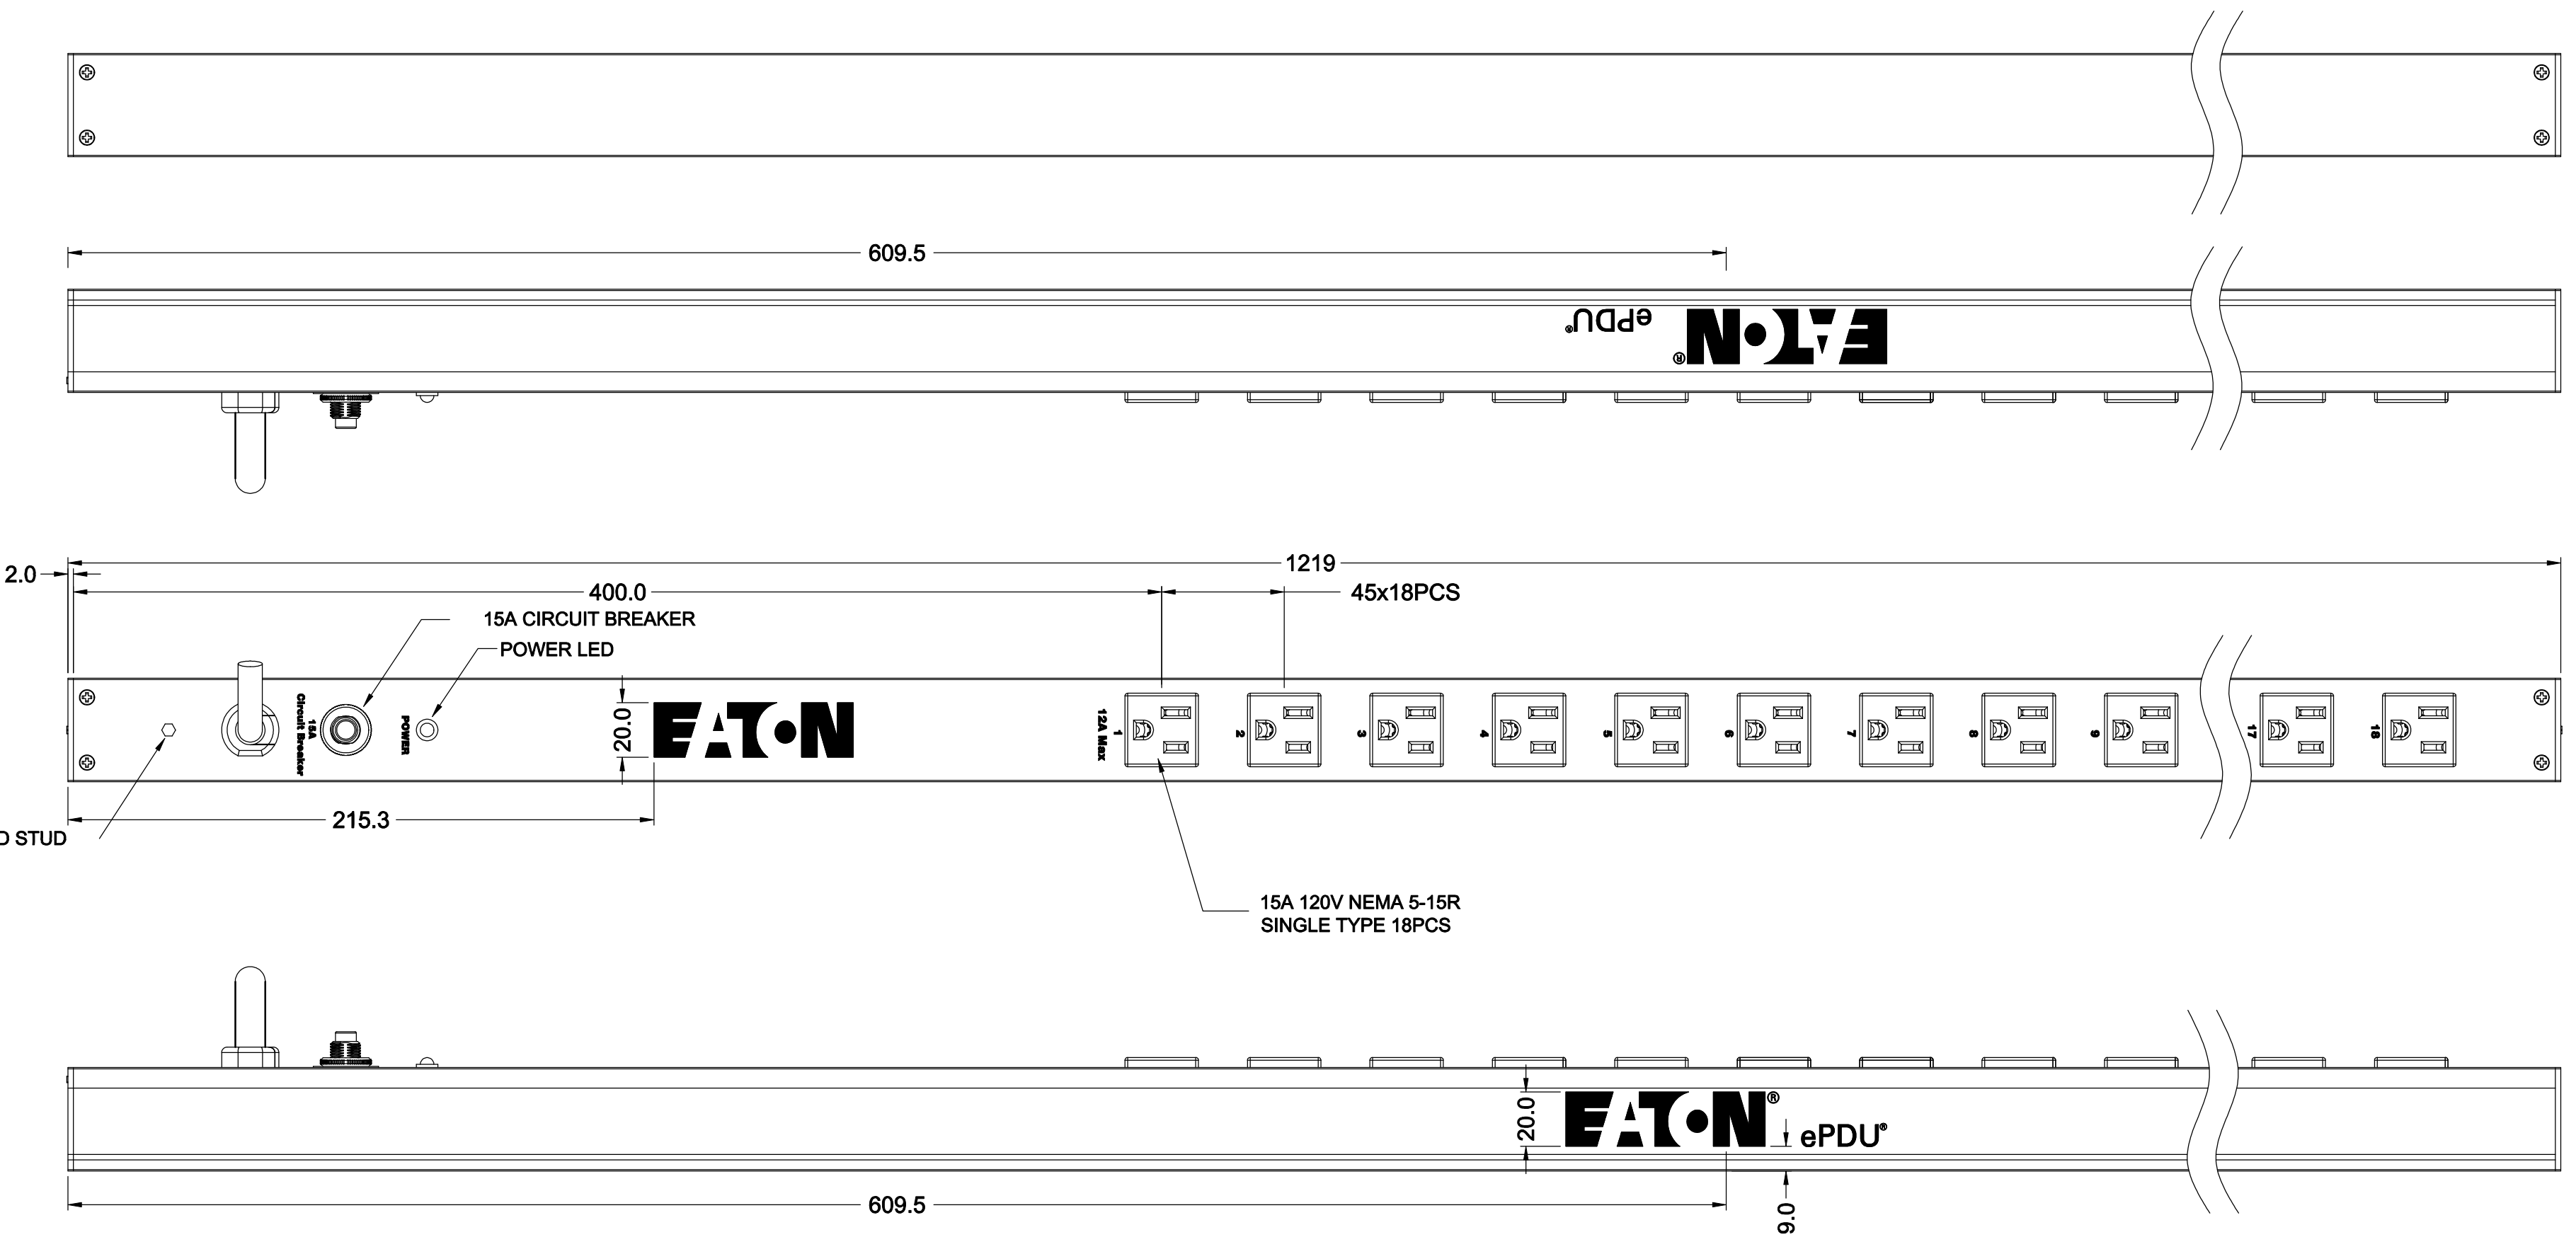 609.5
ePDU®
EATON®
1219
2.0
400.0
45x18PCS
15A CIRCUIT BREAKER
POWER LED
15A
Circuit Breaker
POWER
20.0
EATON
12A Max
1
2
3
4
5
6
7
8
9
17
18
215.3
D STUD
15A 120V NEMA 5-15R
SINGLE TYPE 18PCS
20.0
EATON®
ePDU®
609.5
9.0